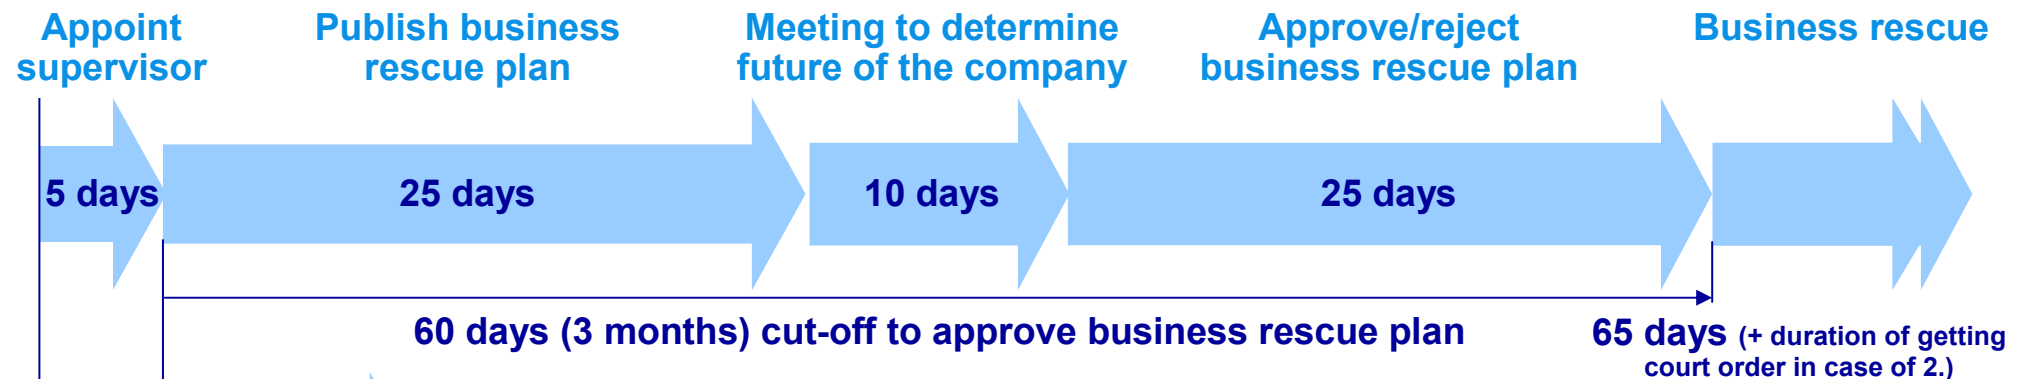 Appoint
supervisor
Publish business
rescue plan
Meeting to determine
future of the company
Approve/reject
business rescue plan
Business rescue
5 days
25 days
10 days
25 days
60 days (3 months) cut-off to approve business rescue plan
65 days (+ duration of getting
court order in case of 2.)